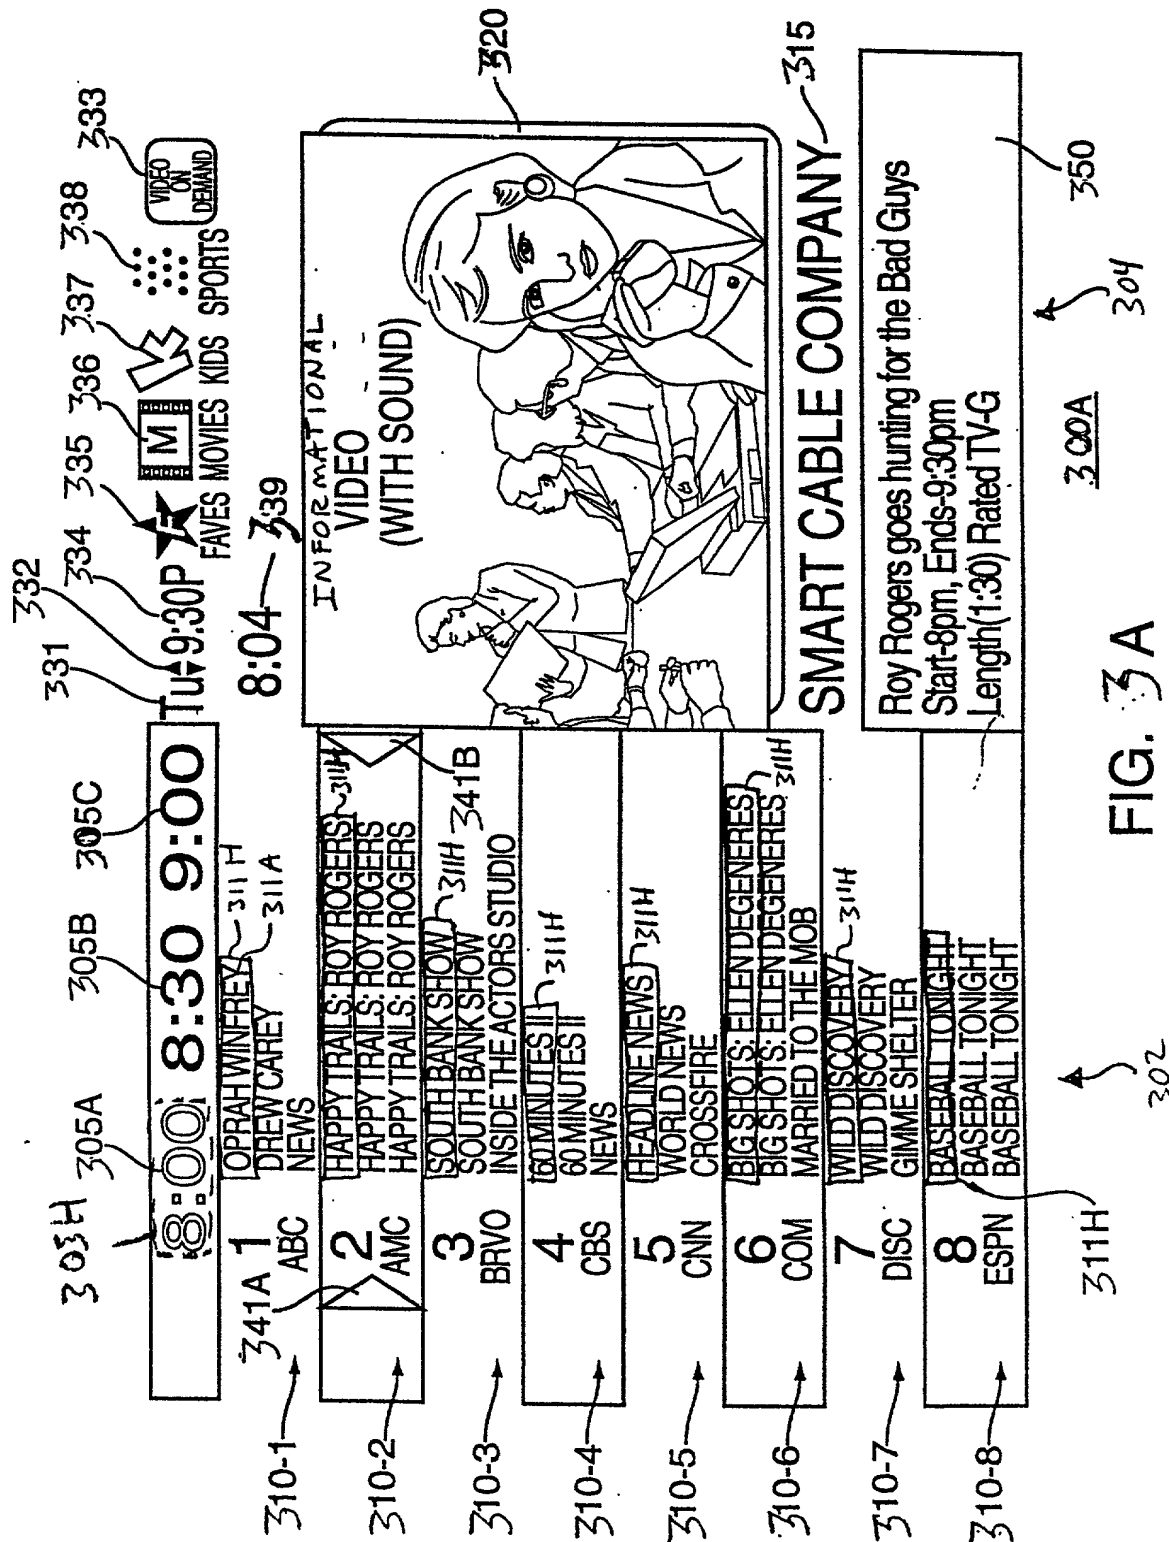 331
332
334
335
336
337
338
333
303H
305A
305B
305C
8:00 8:30 9:00
Tu 9:30P
F
M
VIDEO
ON
DEMAND
FAVES MOVIES KIDS SPORTS
8:04
339
310-1
1
ABC
OPRAH WINFREY
DREW CAREY
NEWS
311H
311A
341A
310-2
2
AMC
HAPPY TRAILS: ROY ROGERS
HAPPY TRAILS: ROY ROGERS
HAPPY TRAILS: ROY ROGERS
311H
341B
310-3
3
BRVO
SOUTH BANK SHOW
SOUTH BANK SHOW
INSIDE THE ACTORS STUDIO
311H
310-4
4
CBS
60 MINUTES II
60 MINUTES II
NEWS
311H
310-5
5
CNN
HEADLINE NEWS
WORLD NEWS
CROSSFIRE
311H
310-6
6
COM
BIG SHOTS: ELLEN DEGENERES
BIG SHOTS: ELLEN DEGENERES
MARRIED TO THE MOB
311H
310-7
7
DISC
WILD DISCOVERY
WILD DISCOVERY
GIMME SHELTER
311H
310-8
8
ESPN
BASEBALL TONIGHT
BASEBALL TONIGHT
BASEBALL TONIGHT
311H
INFORMATIONAL
VIDEO
(WITH SOUND)
320
SMART CABLE COMPANY
315
Roy Rogers goes hunting for the Bad Guys
Start-8pm, Ends-9:30pm
Length(1:30) Rated TV-G
350
302
304
300A
FIG. 3A